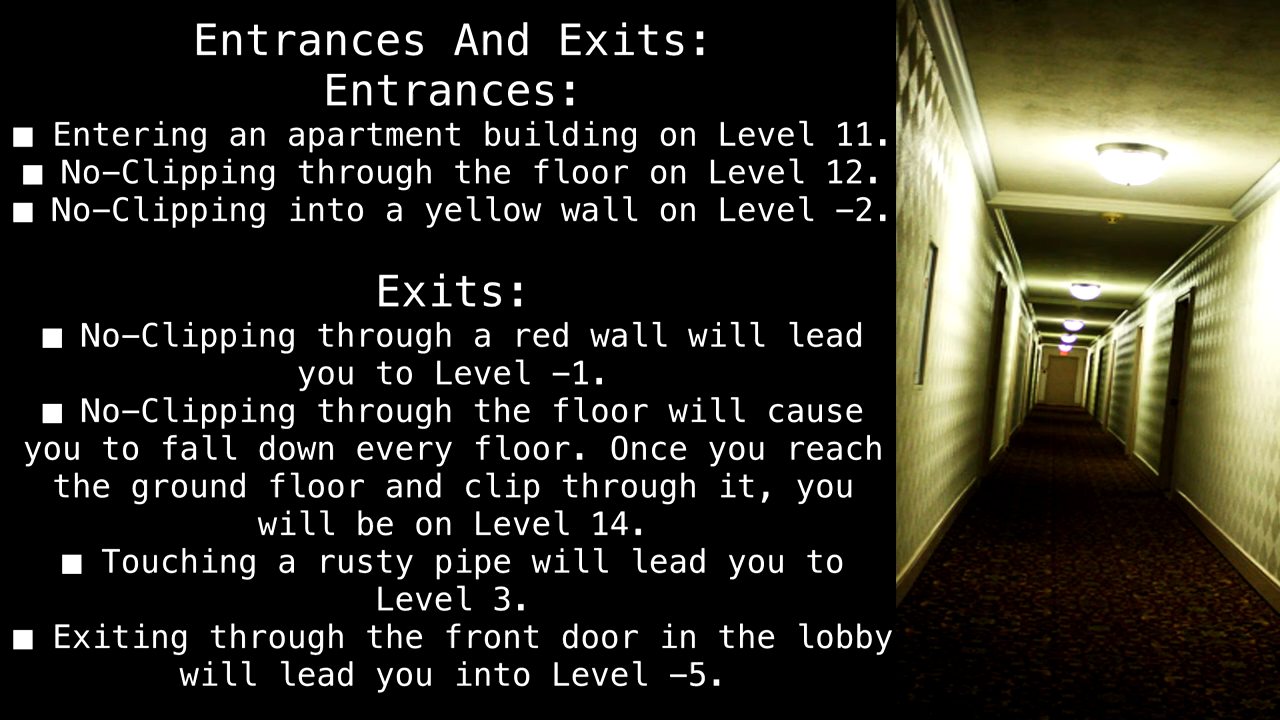 Entrances And Exits:
Entrances:
■ Entering an apartment building on Level 11.
■ No-Clipping through the floor on Level 12.
■ No-Clipping into a yellow wall on Level -2.
Exits:
■ No-Clipping through a red wall will lead
you to Level -1.
■ No-Clipping through the floor will cause
you to fall down every floor. Once you reach
the ground floor and clip through it, you
will be on Level 14.
■ Touching a rusty pipe will lead you to
Level 3.
■ Exiting through the front door in the lobby
will lead you into Level -5.